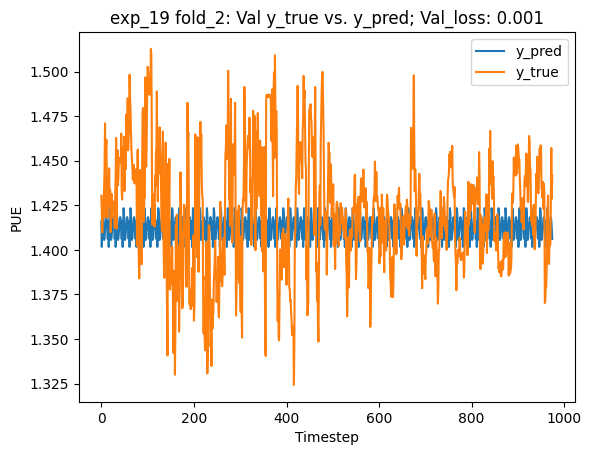 exp_19 fold_2: Val y_true vs. y_pred; Val_loss: 0.001
y_pred
y_true
1.500
1.475
1.450
1.425
1.400
1.375
1.350
1.325
PUE
0
200
400
600
800
1000
Timestep